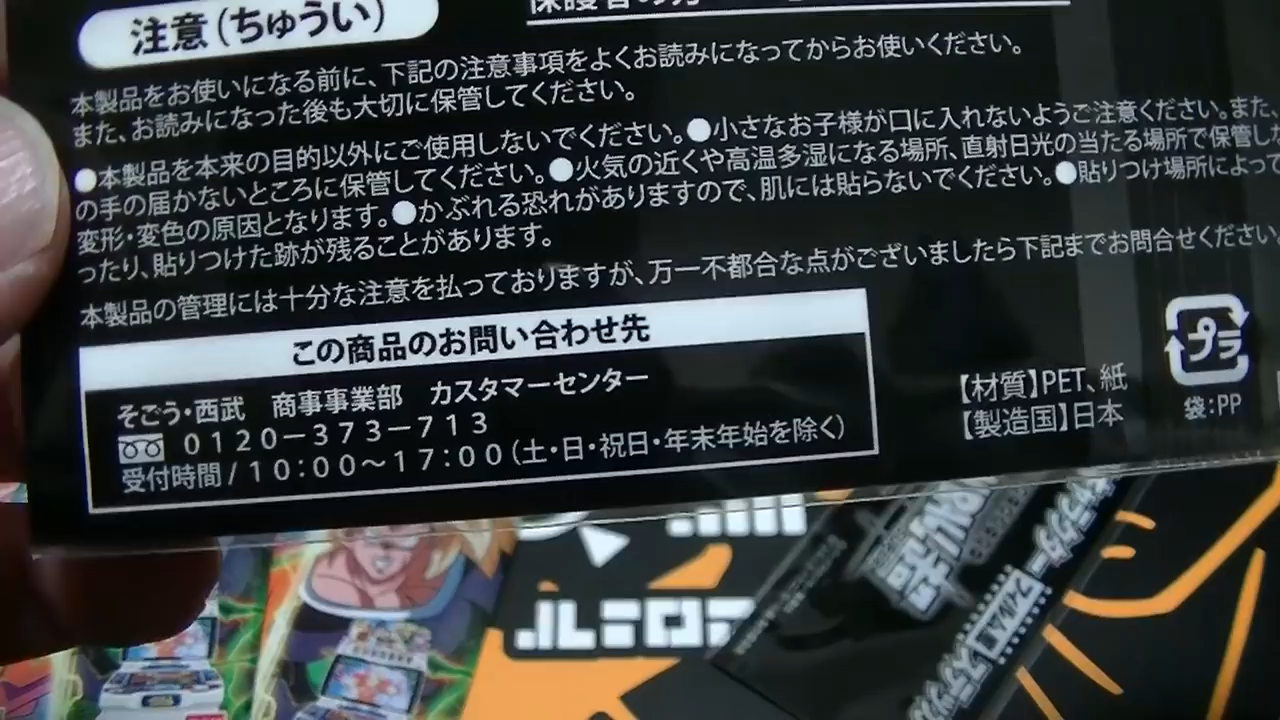 注意(ちゅうい)
本製品をお使いになる前に、下記の注意事項をよくお読みになってからお使いください。
また、お読みになった後も大切に保管してください。
●本製品を本来の目的以外にご使用しないでください。●小さなお子様が口に入れないようご注意ください。また、
の手の届かないところに保管してください。●火気の近くや高温多湿になる場所、直射日光の当たる場所で保管し
変形・変色の原因となります。●かぶれる恐れがありますので、肌には貼らないでください。●貼りつけ場所によって
ったり、貼りつけた跡が残ることがあります。
本製品の管理には十分な注意を払っておりますが、万一不都合な点がございましたら下記までお問合せください
この商品のお問い合わせ先
そごう・西武 商事事業部 カスタマーセンター
0120-373-713
受付時間/10:00〜17:00(土・日・祝日・年末年始を除く)
【材質】PET、紙
【製造国】日本
プラ
袋:PP
キャラクターフィルム